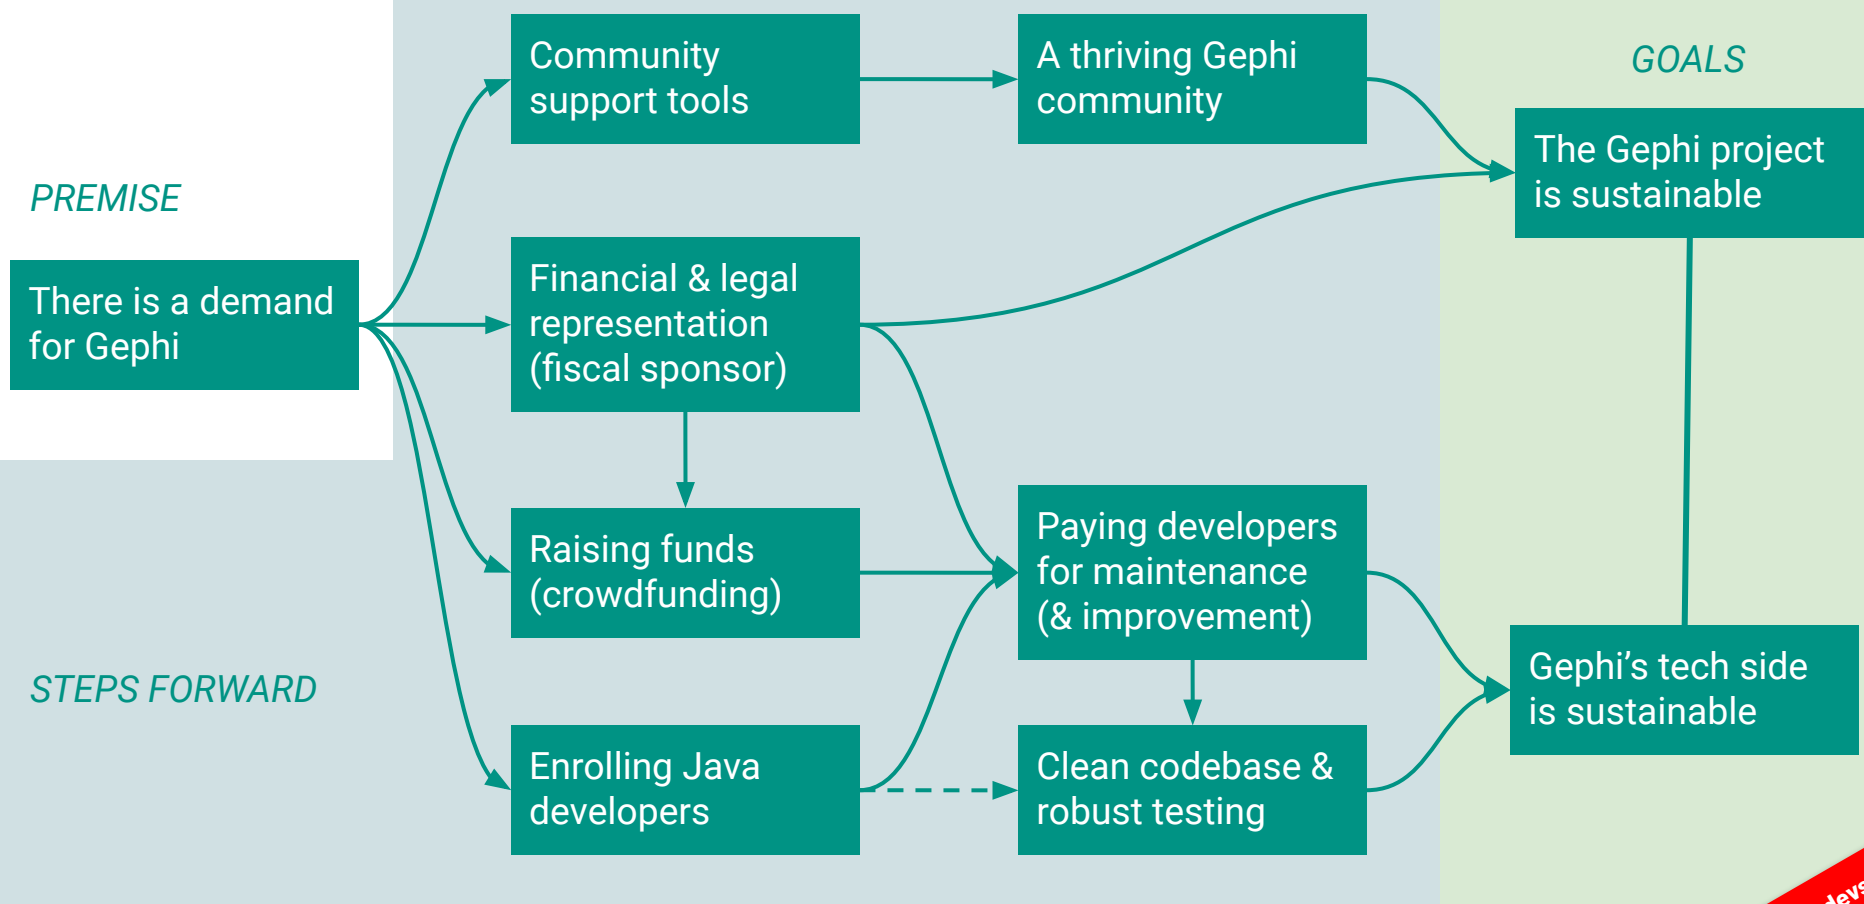 PREMISE
There is a demand
for Gephi
STEPS FORWARD
Community
support tools
Financial & legal
representation
(fiscal sponsor)
Raising funds
(crowdfunding)
Enrolling Java
developers
A thriving Gephi
community
Paying developers
for maintenance
(& improvement)
Clean codebase &
robust testing
GOALS
The Gephi project
is sustainable
Gephi’s tech side
is sustainable
devs